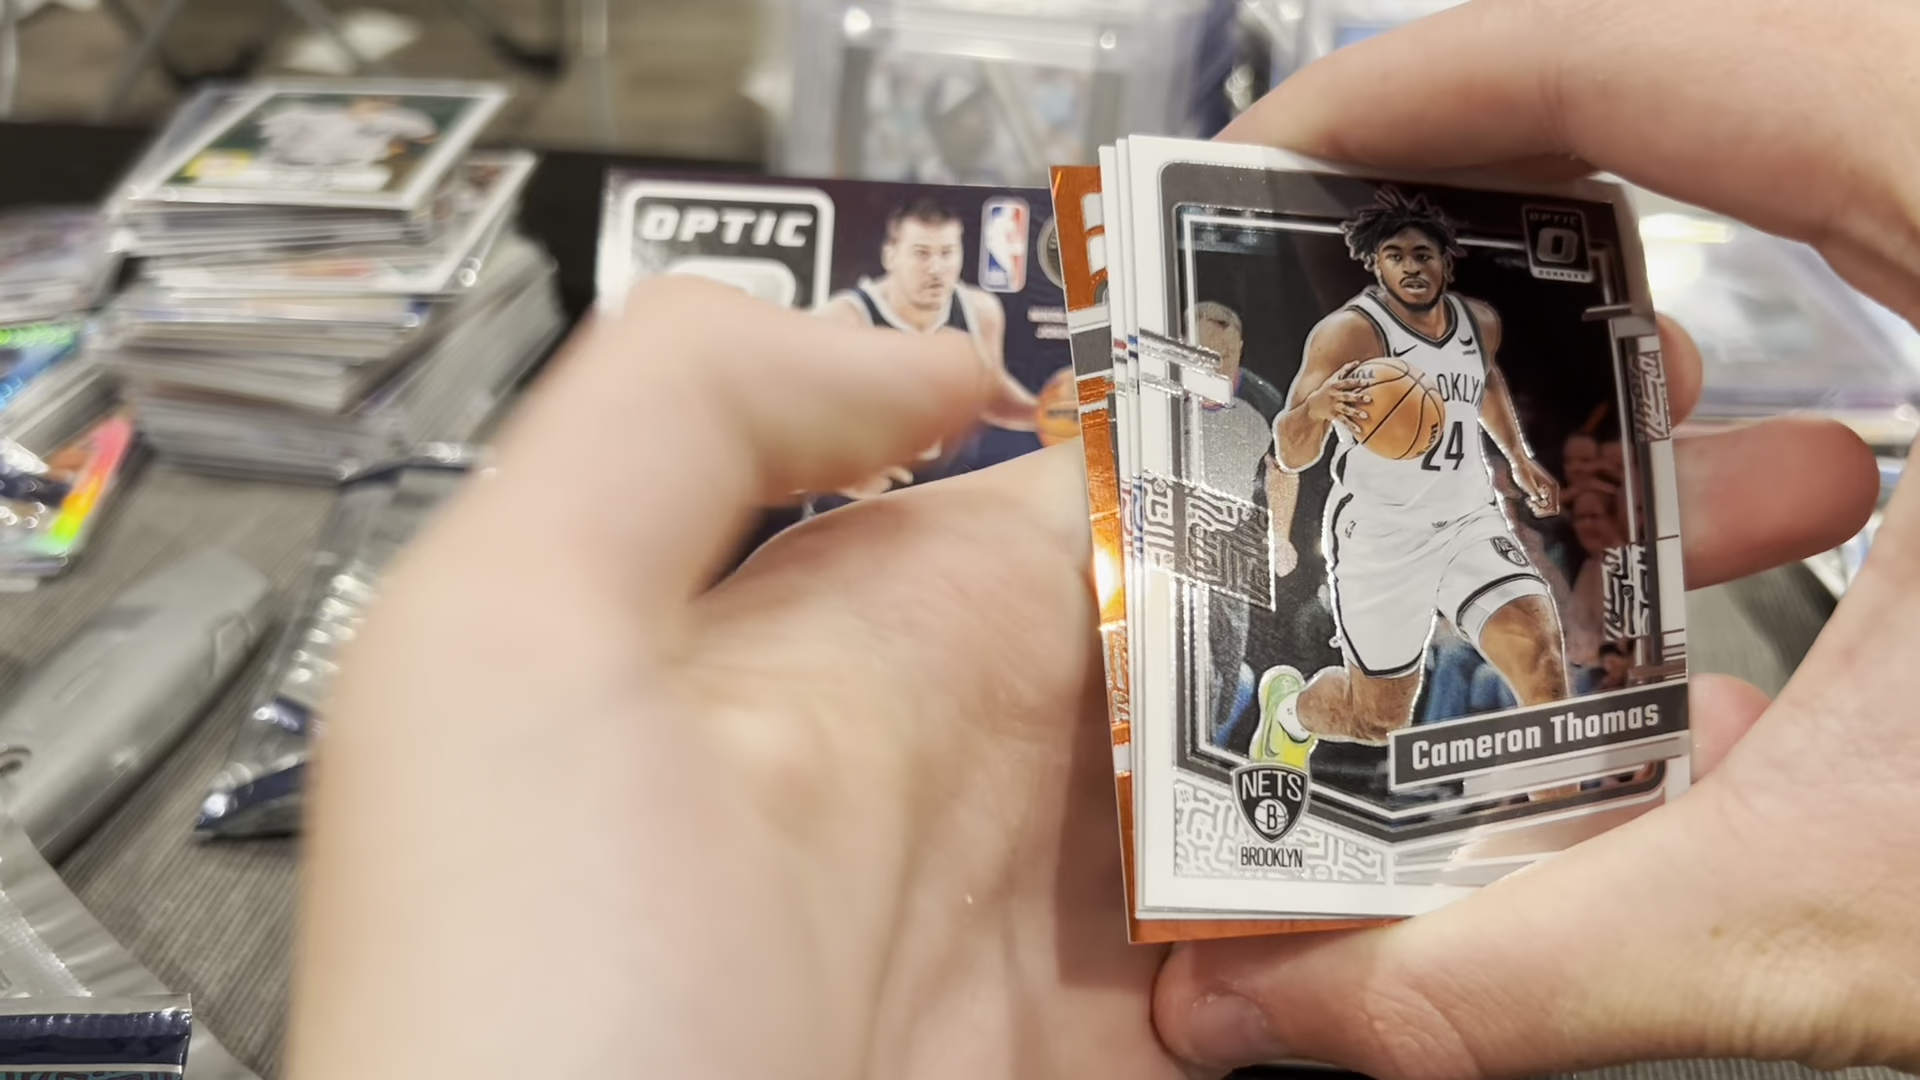 OPTIC
OPTIC
DONRUSS
OKLYN
24
Cameron Thomas
NETS
B
BROOKLYN